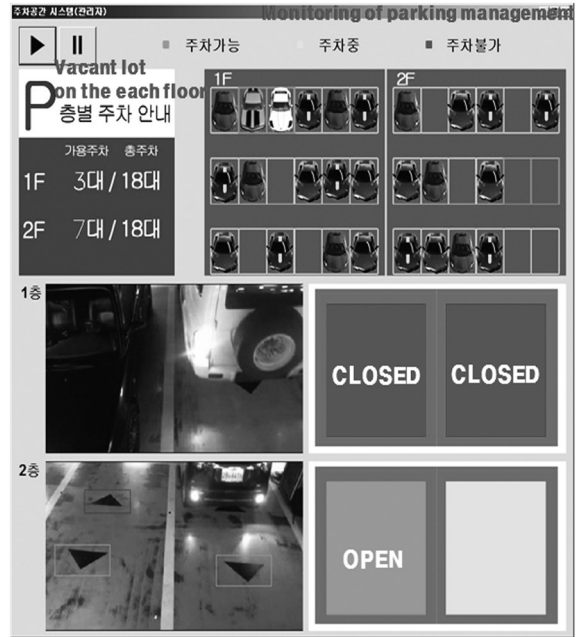 주차공간 시스템(관리자)
Monitoring of parking management
주차가능 주차중 주차불가
Vacant lot
on the each floor
P 층별 주차 안내
가용주차 총주차
1F 3대 / 18대
2F 7대 / 18대
1F 2F
1층
CLOSED CLOSED
2층
OPEN